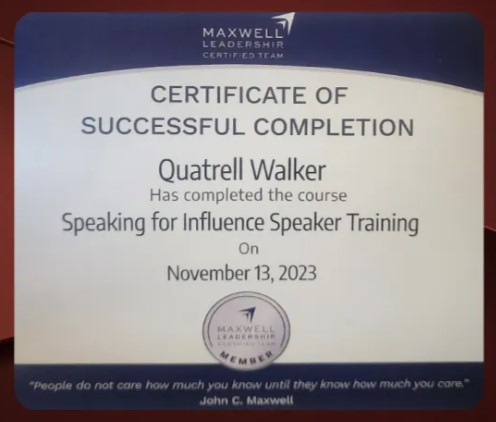 MAXWELL
LEADERSHIP
CERTIFIED TEAM
CERTIFICATE OF
SUCCESSFUL COMPLETION
Quatrell Walker
Has completed the course
Speaking for Influence Speaker Training
On
November 13, 2023
MAXWELL
LEADERSHIP
CERTIFIED TEAM
MEMBER
"People do not care how much you know until they know how much you care."
John C. Maxwell